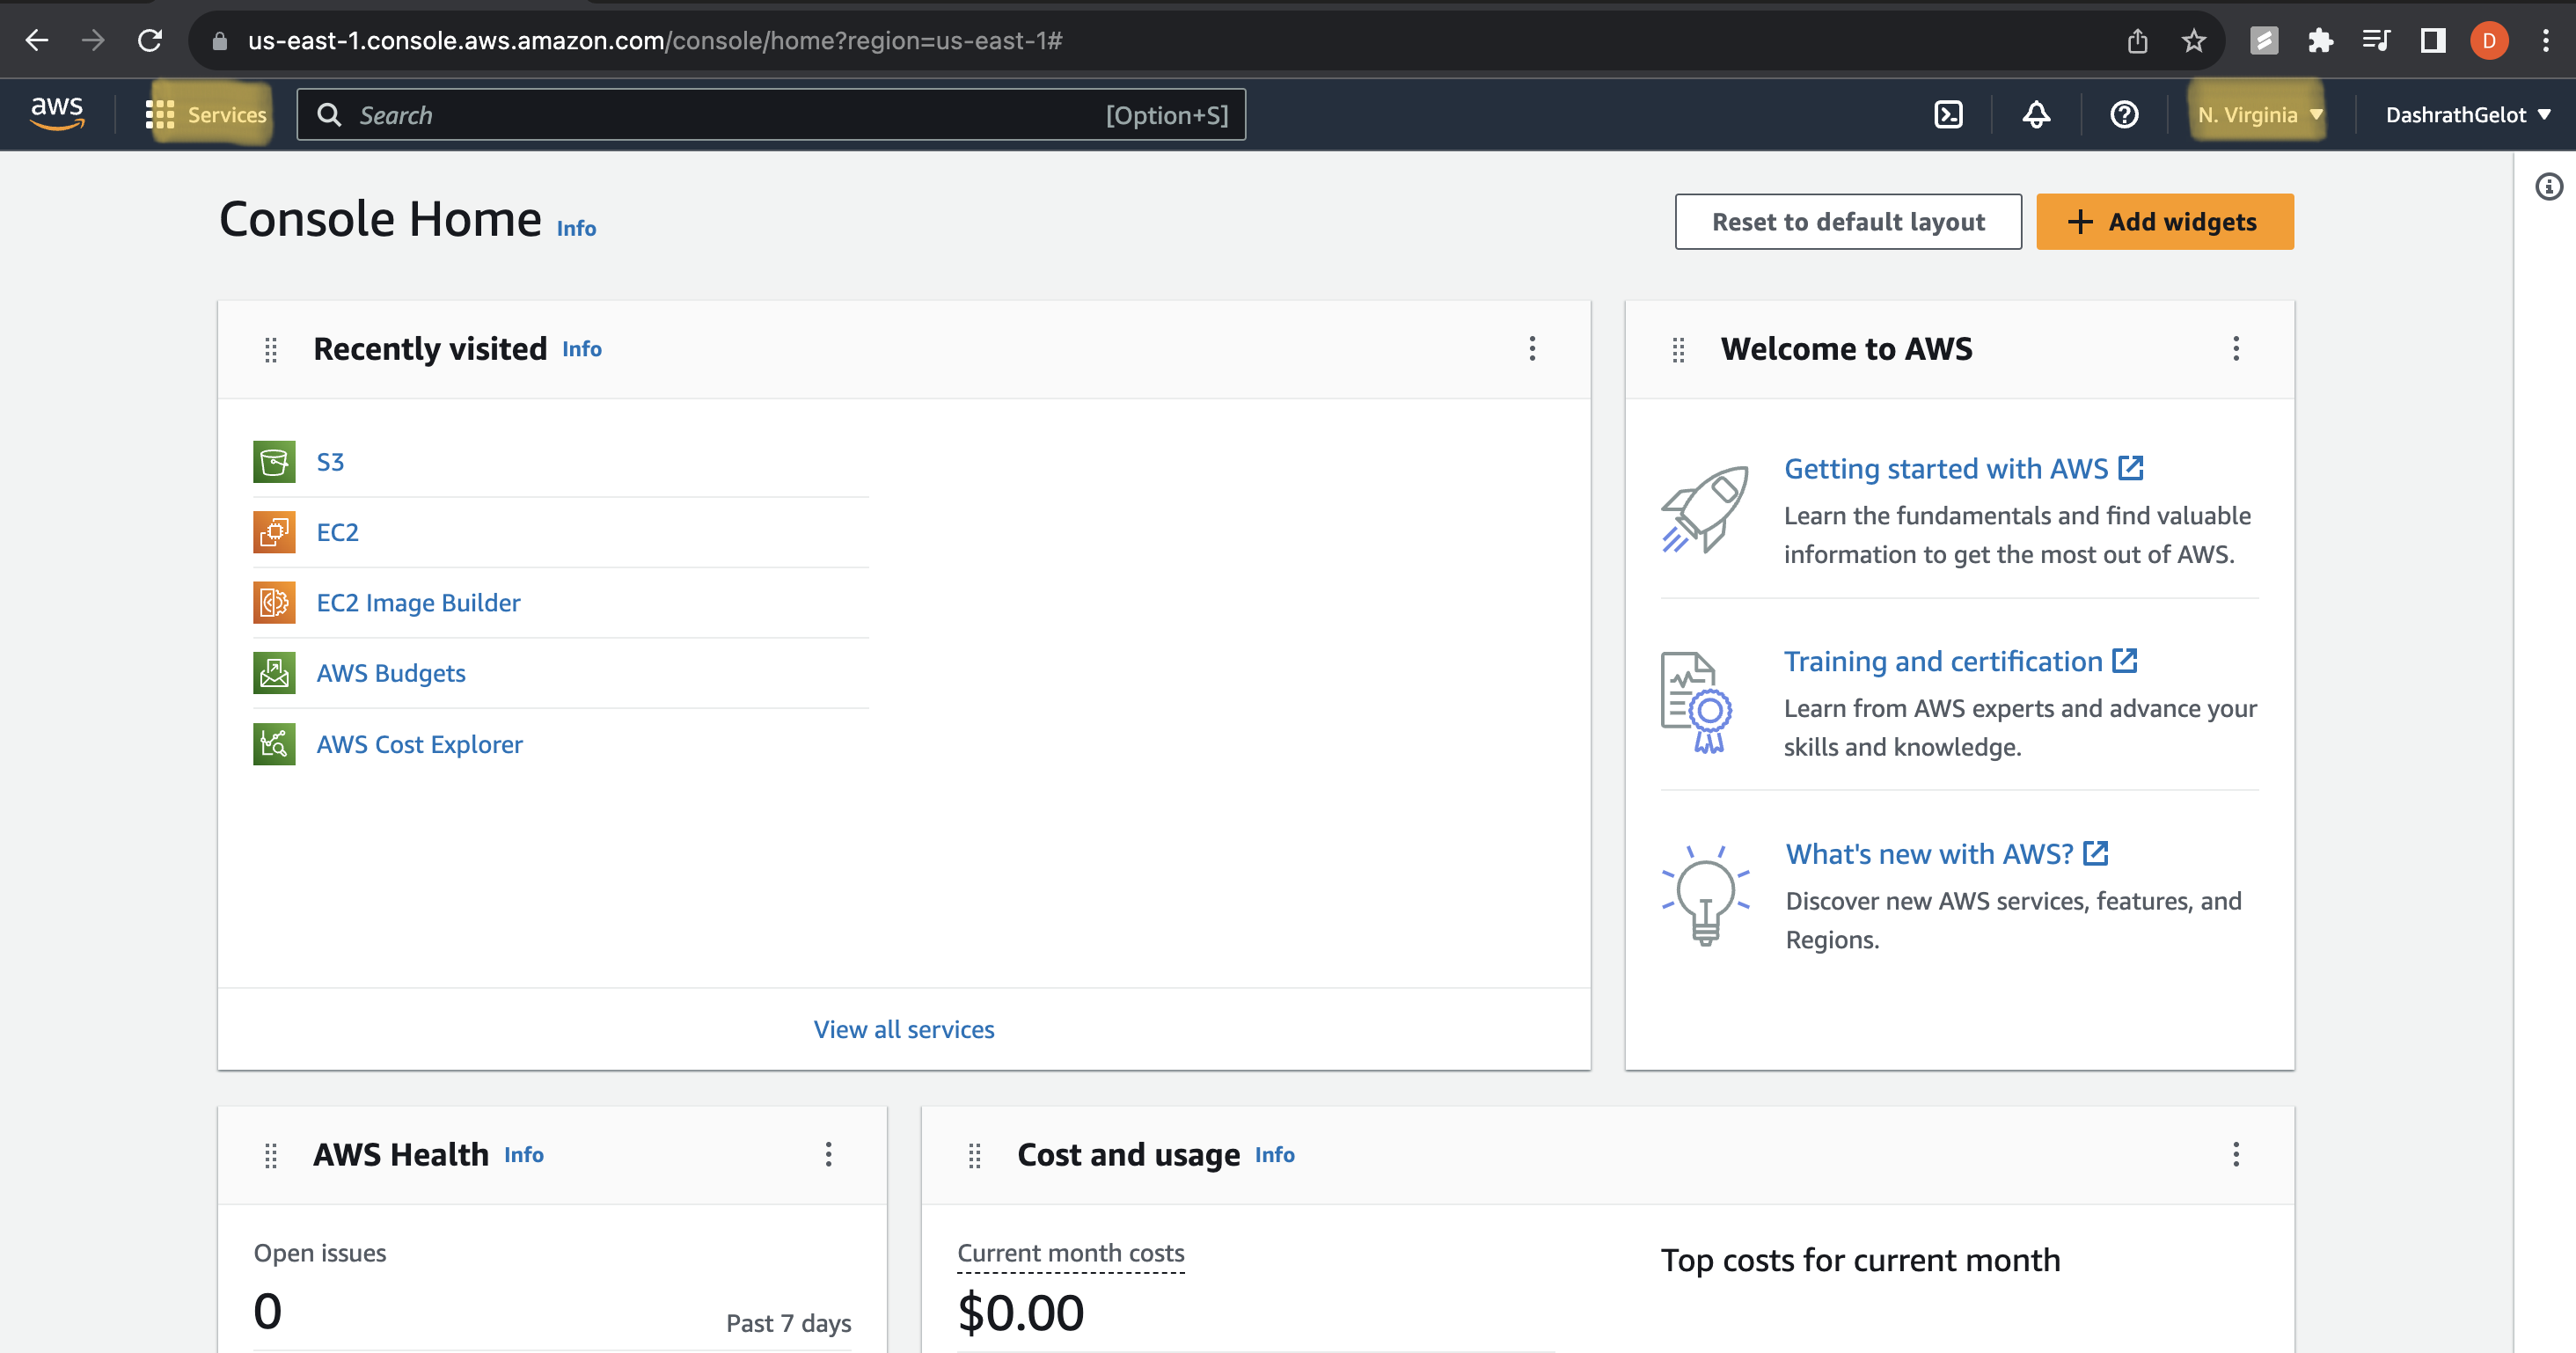 us-east-1.console.aws.amazon.com/console/home?region=us-east-1#
D
aws
Services
Search
[Option+S]
N. Virginia
DashrathGelot
Console Home Info
Reset to default layout
Add widgets
Recently visited Info
S3
EC2
EC2 Image Builder
AWS Budgets
AWS Cost Explorer
View all services
Welcome to AWS
Getting started with AWS
Learn the fundamentals and find valuable
information to get the most out of AWS.
Training and certification
Learn from AWS experts and advance your
skills and knowledge.
What's new with AWS?
Discover new AWS services, features, and
Regions.
AWS Health Info
Open issues
0
Past 7 days
Cost and usage Info
Current month costs
$0.00
Top costs for current month